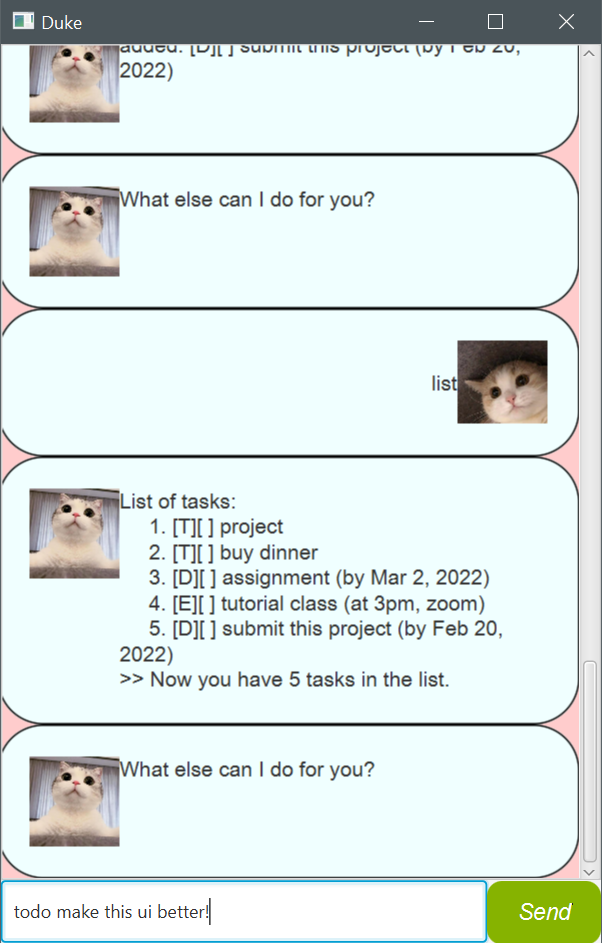 Duke
added: [D][ ] submit this project (by Feb 20,
2022)
What else can I do for you?
list
List of tasks:
1. [T][ ] project
2. [T][ ] buy dinner
3. [D][ ] assignment (by Mar 2, 2022)
4. [E][ ] tutorial class (at 3pm, zoom)
5. [D][ ] submit this project (by Feb 20,
2022)
>> Now you have 5 tasks in the list.
What else can I do for you?
todo make this ui better!
Send